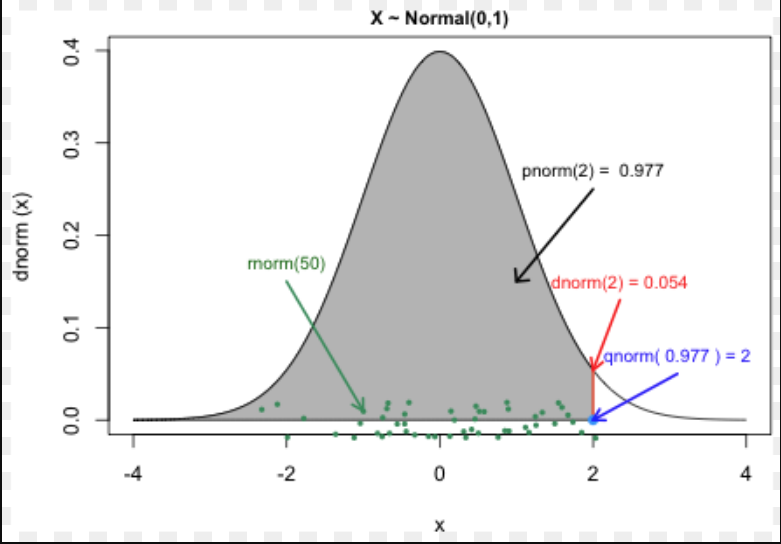 X ~ Normal(0,1)
0.4
0.3
0.2
0.1
0.0
dnorm (x)
pnorm(2) = 0.977
rnorm(50)
dnorm(2) = 0.054
qnorm( 0.977 ) = 2
-4 -2 0 2 4
x